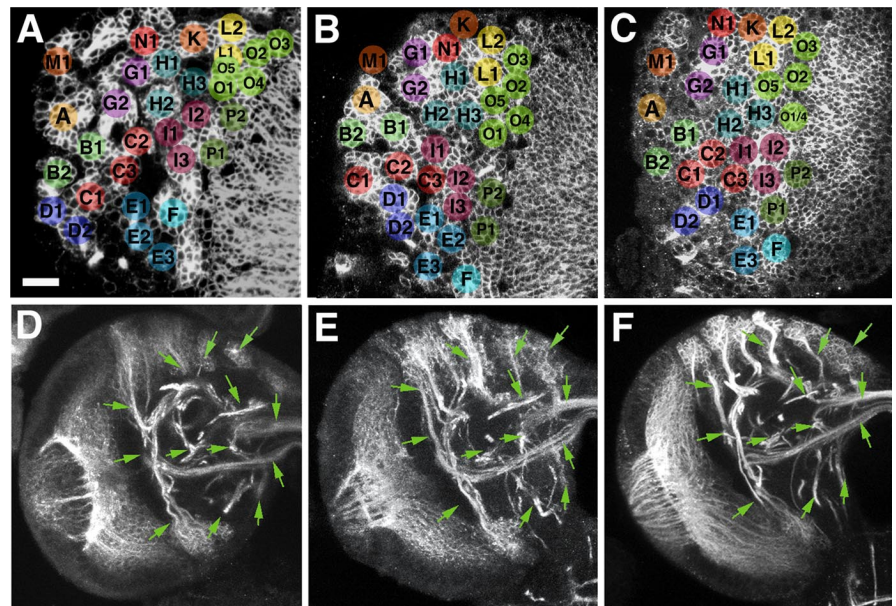 A
N1
K
L2
M1
G1
H1
L1
O2
O3
O5
H3
O1
O4
A
G2
H2
I2
P2
B1
C2
I1
B2
C3
I3
P1
C1
D1
E1
F
D2
E2
E3
B
K
M1
G1
N1
L2
O3
H1
L1
A
G2
O5
O2
B2
B1
H2
H3
O1
O4
C1
C2
I1
C3
I2
P2
D1
I3
D2
E1
E2
P1
E3
F
C
N1
K
L2
M1
G1
L1
O3
G2
H1
O5
O2
A
B1
H2
H3
O1/4
B2
C2
I1
I2
C1
C3
I3
P2
D1
D2
E1
P1
E3
F
D
E
F